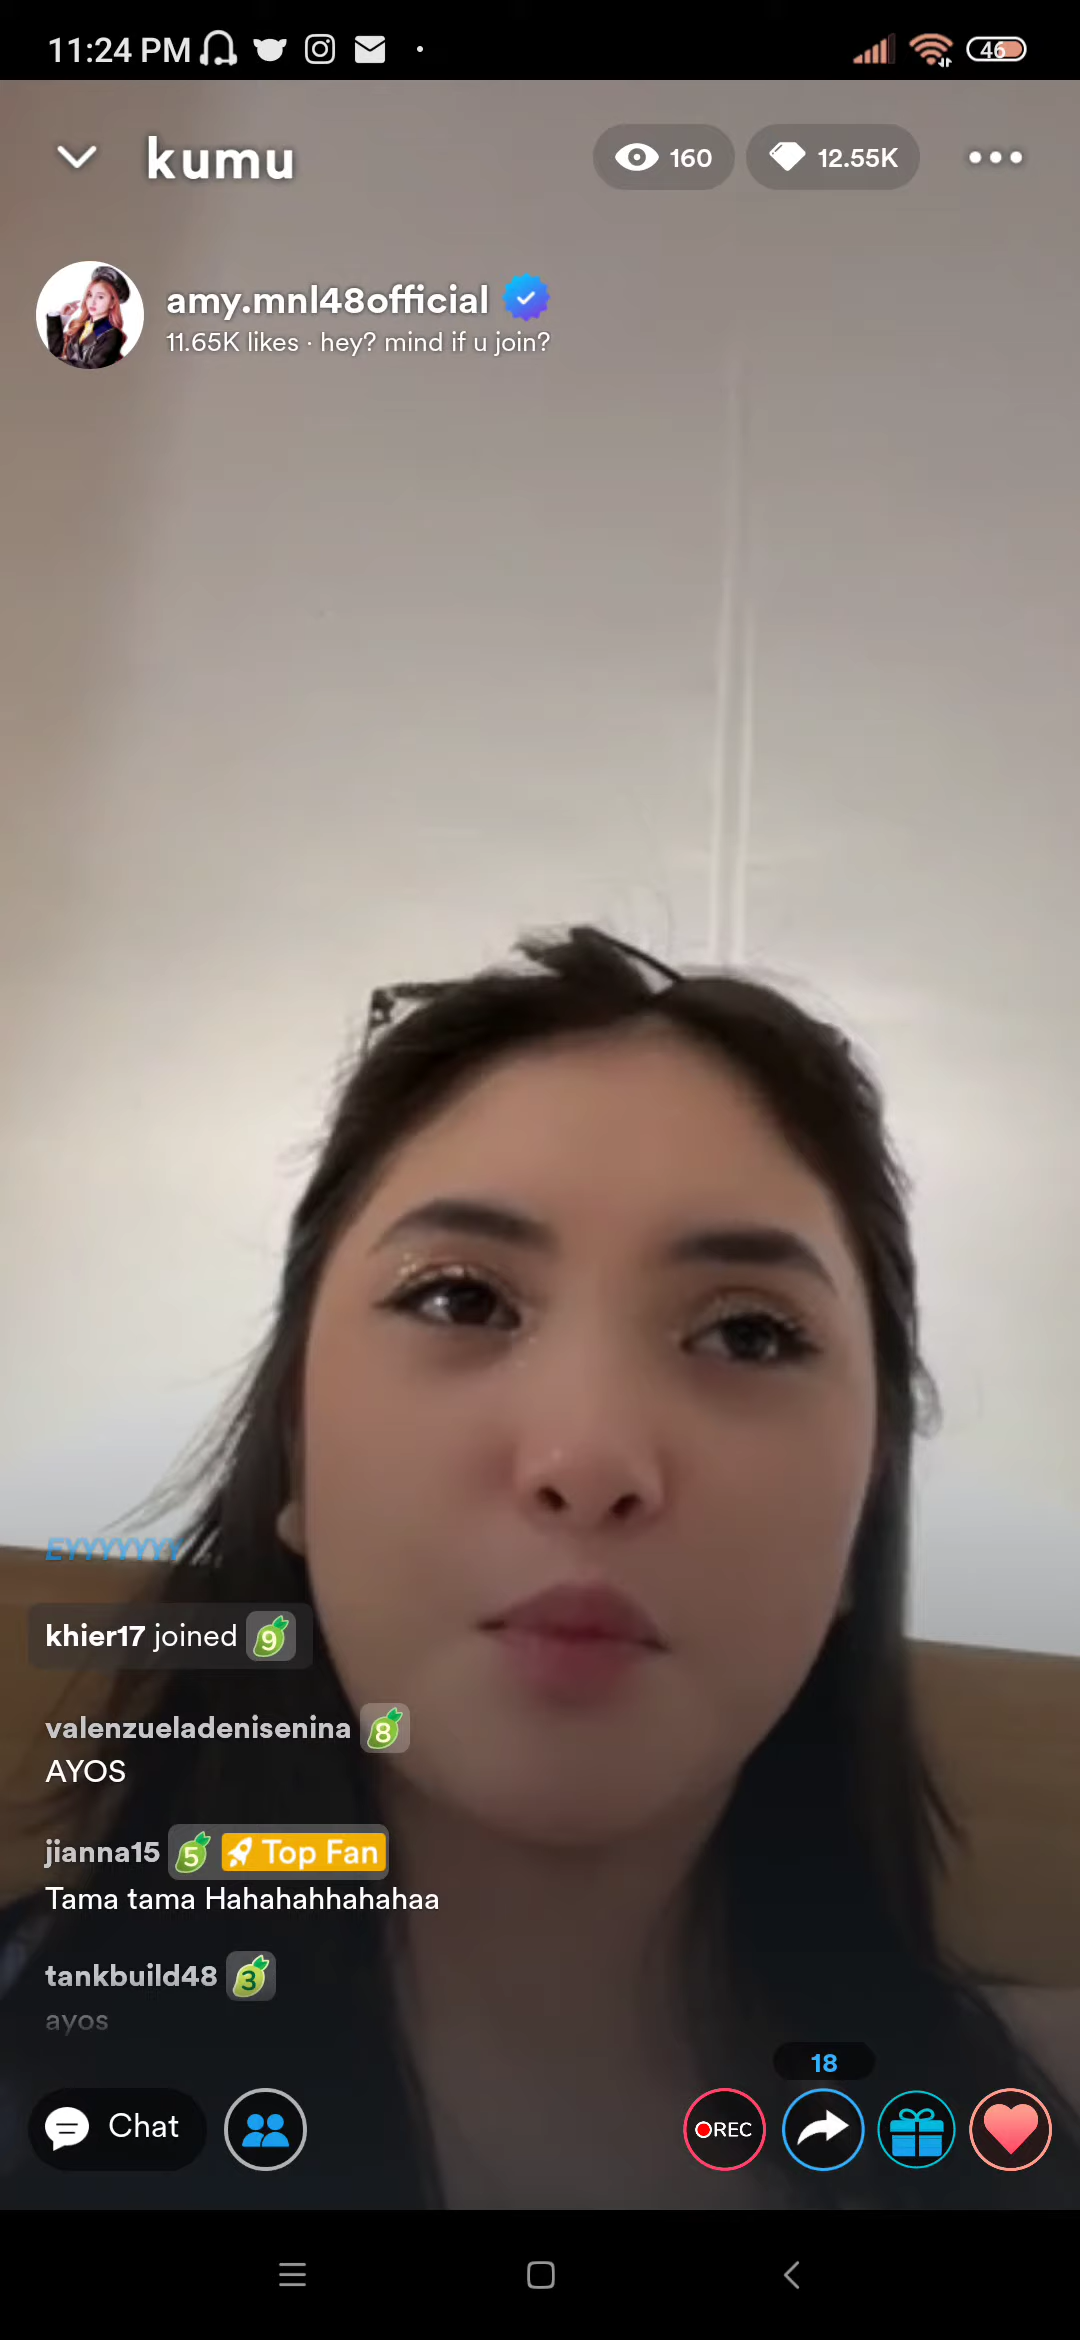 11:24 PM
46
kumu
160
12.55K
amy.mnl48official
11.65K likes · hey? mind if u join?
EYYYYYYY
khier17 joined 9
valenzueladenisenina 8
AYOS
jianna15 5 Top Fan
Tama tama Hahahahhahahaa
tankbuild48 3
ayos
18
Chat
REC